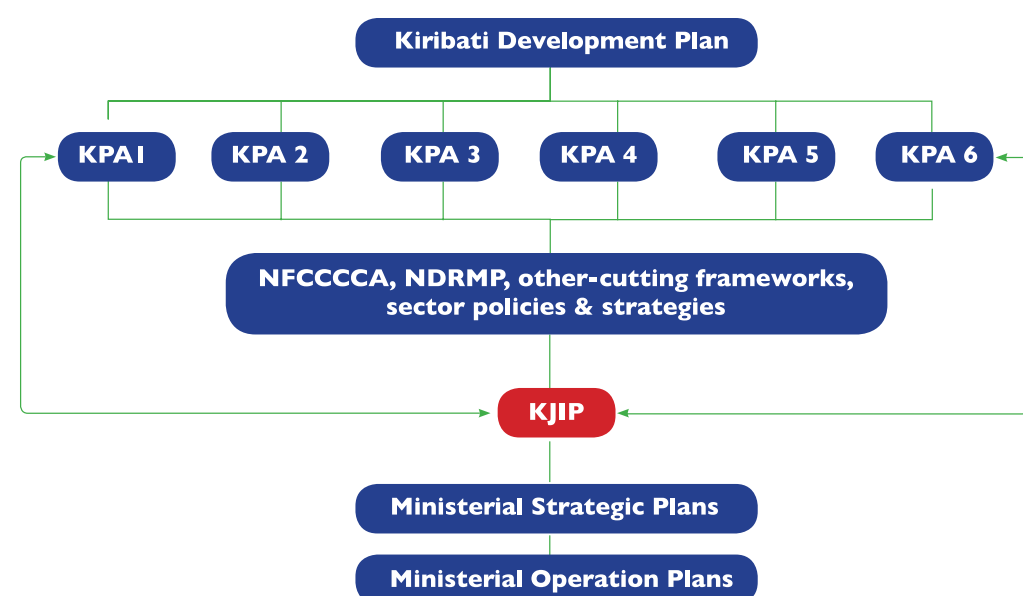 Kiribati Development Plan
KPA1
KPA 2
KPA 3
KPA 4
KPA 5
KPA 6
NFCCCCA, NDRMP, other-cutting frameworks,
sector policies & strategies
KJIP
Ministerial Strategic Plans
Ministerial Operation Plans